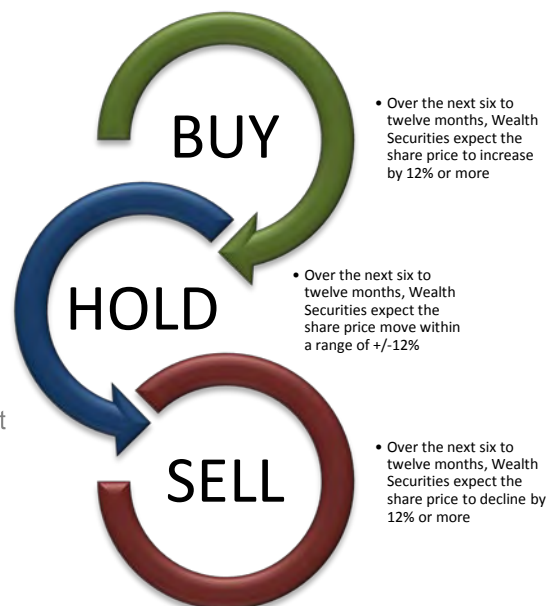 BUY
• Over the next six to
twelve months, Wealth
Securities expect the
share price to increase
by 12% or more
HOLD
• Over the next six to
twelve months, Wealth
Securities expect the
share price move within
a range of +/-12%
t
SELL
• Over the next six to
twelve months, Wealth
Securities expect the
share price to decline by
12% or more